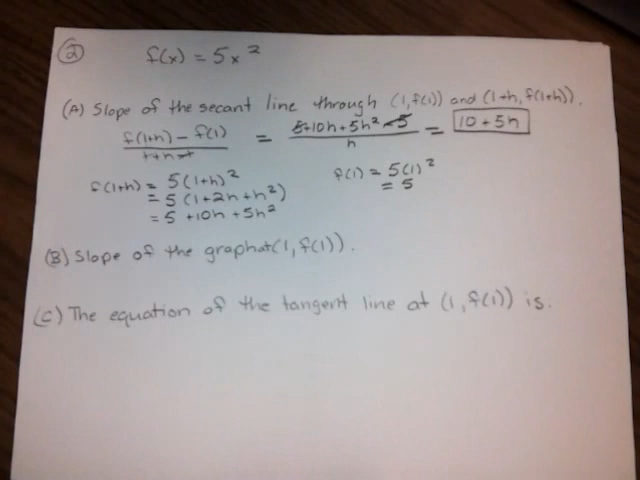 ② f(x) = 5x²
(A) Slope of the secant line through (1, f(1)) and (1+h, f(1+h)).
f(1+h) - f(1) / 1+h-1 = 5+10h+5h²-5 / h = 10+5h
f(1+h) = 5(1+h)²
= 5(1+2h+h²)
= 5+10h+5h²
f(1) = 5(1)²
= 5
(B) Slope of the graph at (1, f(1)).
(C) The equation of the tangent line at (1, f(1)) is.